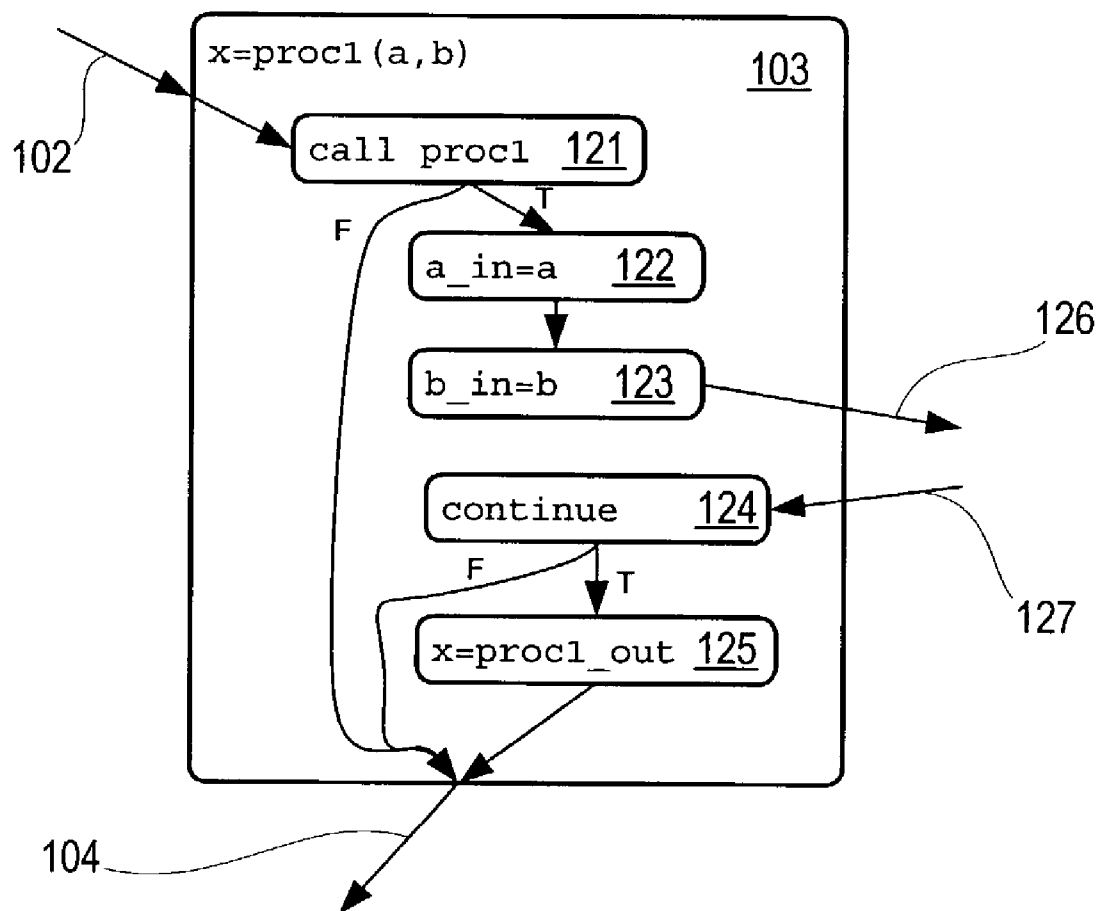 x=proc1(a,b)
103
102
call proc1 121
F
T
a_in=a 122
126
b_in=b 123
continue 124
F
T
127
x=proc1_out 125
104